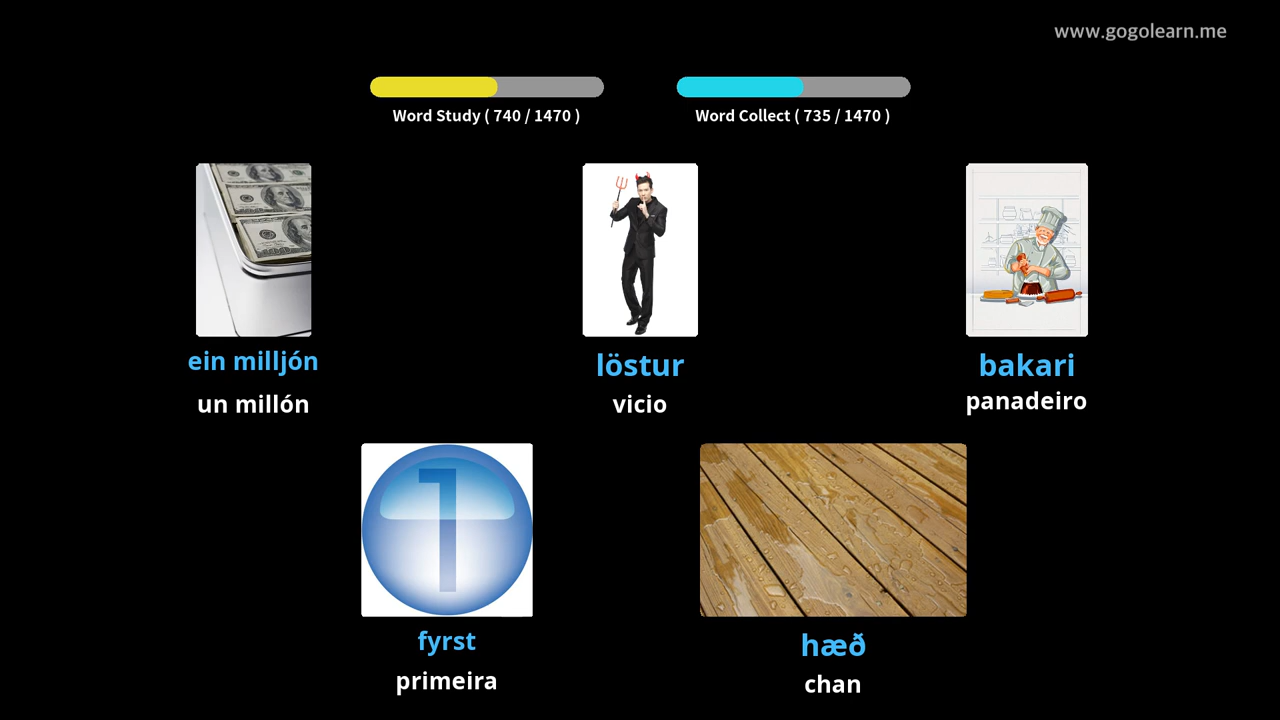 www.gogolearn.me
Word Study ( 740 / 1470 )
Word Collect ( 735 / 1470 )
ein milljón
un millón
löstur
vicio
bakari
panadeiro
1
fyrst
primeira
hæð
chan